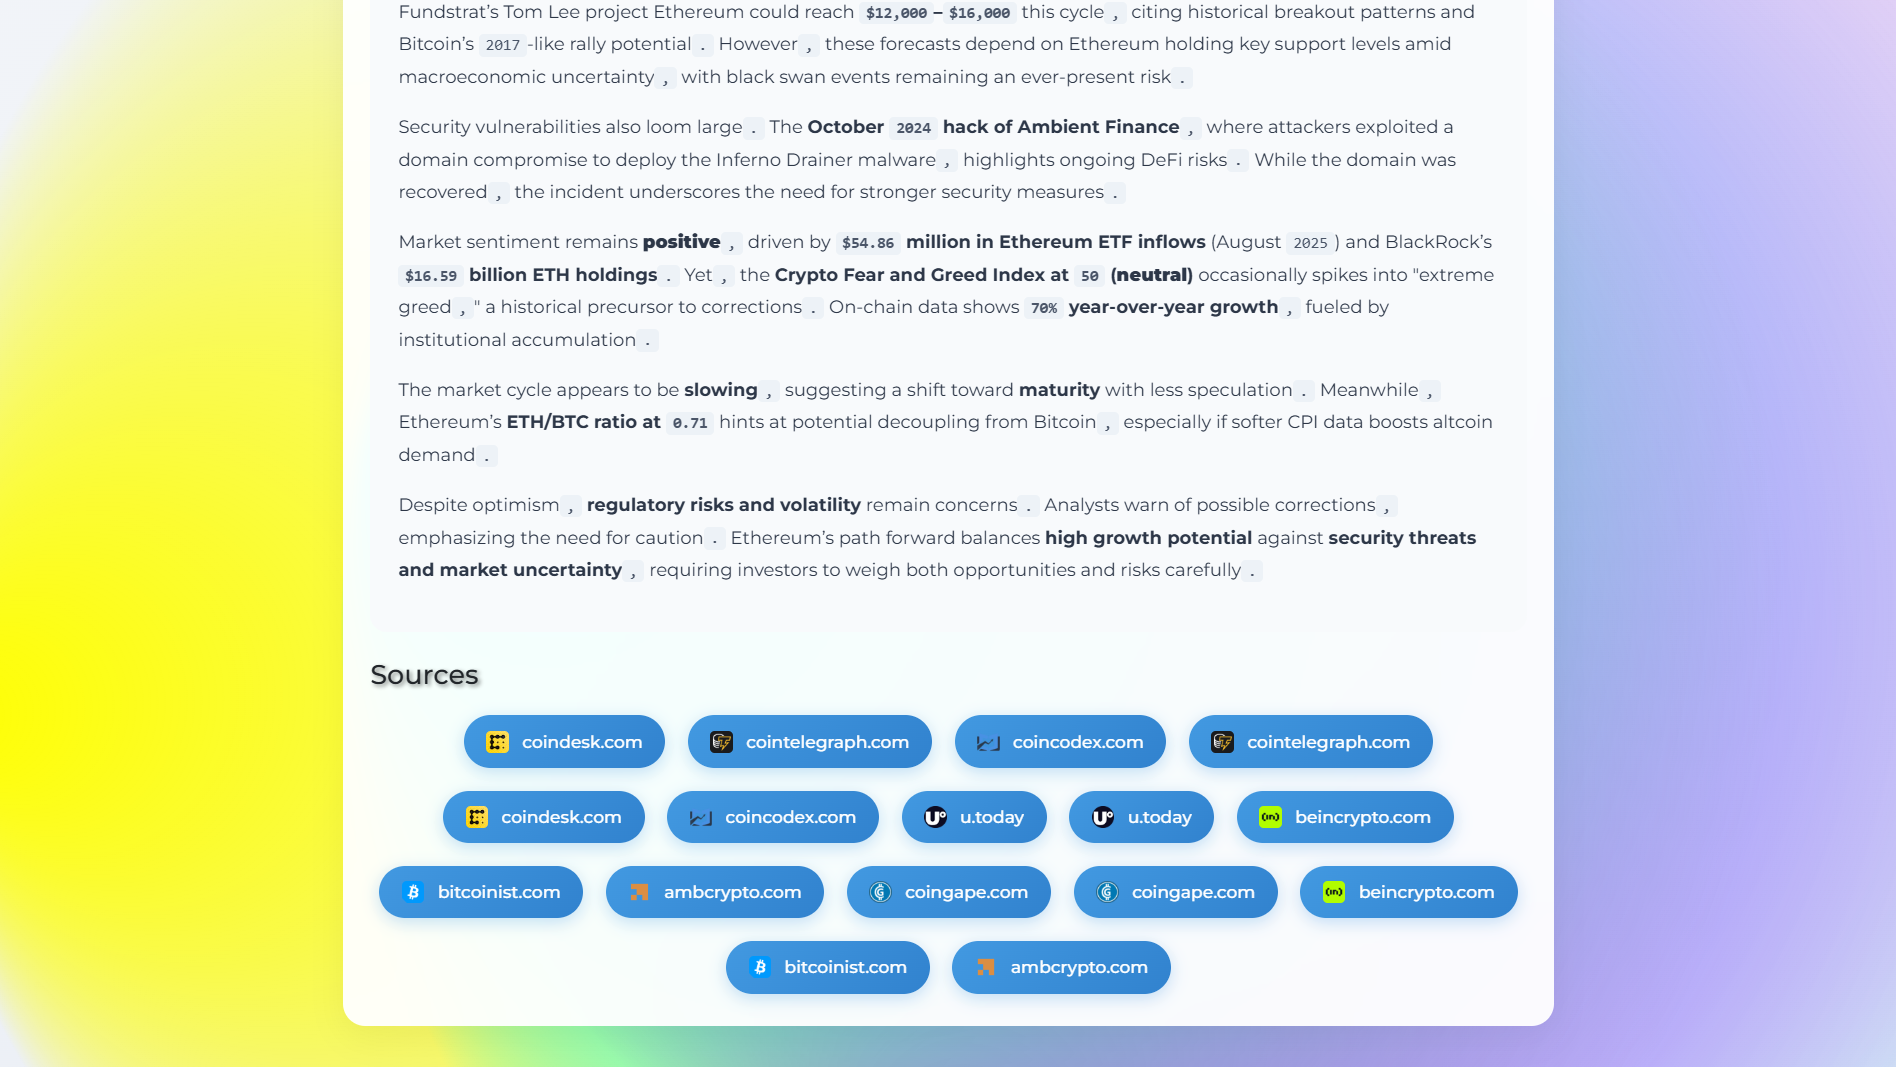 Fundstrat’s Tom Lee project Ethereum could reach $12,000–$16,000 this cycle, citing historical breakout patterns and
Bitcoin’s 2017-like rally potential. However, these forecasts depend on Ethereum holding key support levels amid
macroeconomic uncertainty, with black swan events remaining an ever-present risk.
Security vulnerabilities also loom large. The October 2024 hack of Ambient Finance, where attackers exploited a
domain compromise to deploy the Inferno Drainer malware, highlights ongoing DeFi risks. While the domain was
recovered, the incident underscores the need for stronger security measures.
Market sentiment remains positive, driven by $54.86 million in Ethereum ETF inflows (August 2025) and BlackRock’s
$16.59 billion ETH holdings. Yet, the Crypto Fear and Greed Index at 50 (neutral) occasionally spikes into "extreme
greed," a historical precursor to corrections. On-chain data shows 70% year-over-year growth, fueled by
institutional accumulation.
The market cycle appears to be slowing, suggesting a shift toward maturity with less speculation. Meanwhile,
Ethereum’s ETH/BTC ratio at 0.71 hints at potential decoupling from Bitcoin, especially if softer CPI data boosts altcoin
demand.
Despite optimism, regulatory risks and volatility remain concerns. Analysts warn of possible corrections,
emphasizing the need for caution. Ethereum’s path forward balances high growth potential against security threats
and market uncertainty, requiring investors to weigh both opportunities and risks carefully.
Sources
coindesk.com cointelegraph.com coincodex.com cointelegraph.com
coindesk.com coincodex.com u.today u.today beincrypto.com
bitcoinist.com ambcrypto.com coingape.com coingape.com beincrypto.com
bitcoinist.com ambcrypto.com